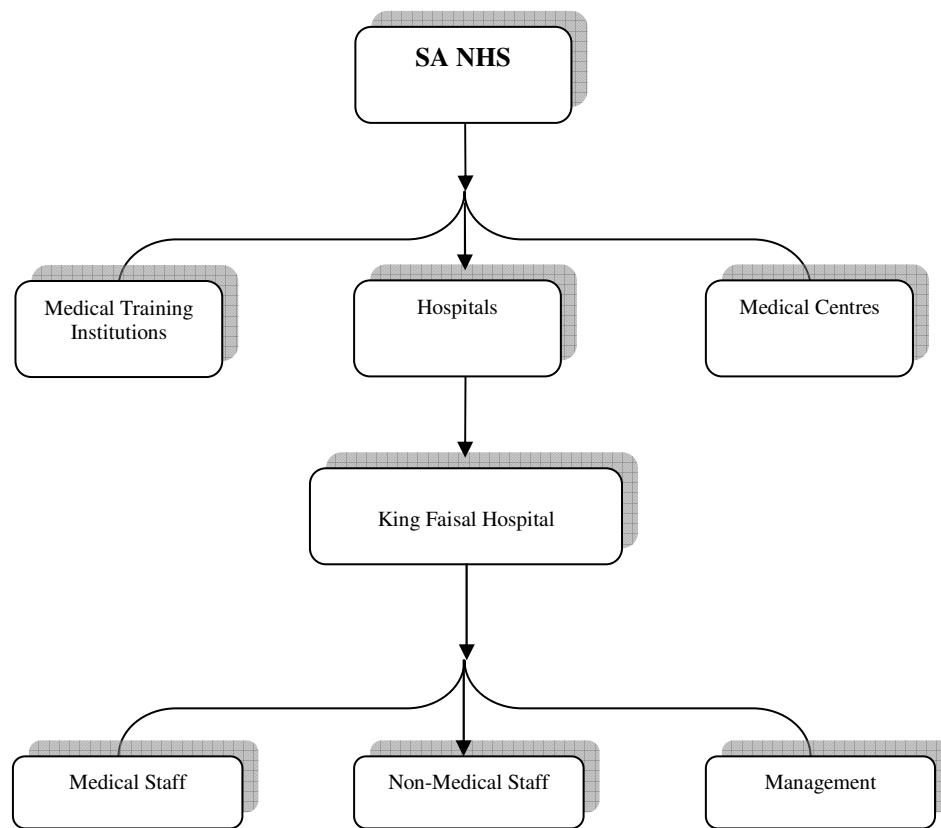 SA NHS
Medical Training
Institutions
Hospitals
Medical Centres
King Faisal Hospital
Medical Staff
Non-Medical Staff
Management